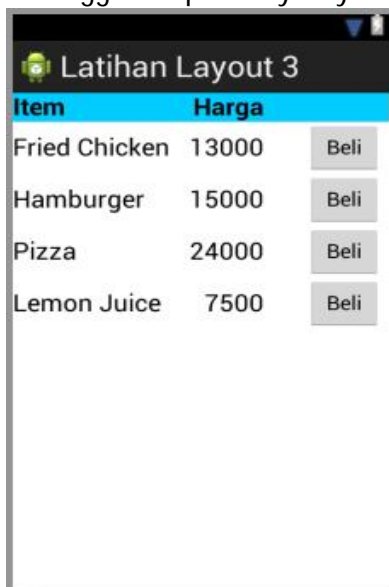 Latihan Layout 3
Item Harga
Fried Chicken 13000 Beli
Hamburger 15000 Beli
Pizza 24000 Beli
Lemon Juice 7500 Beli